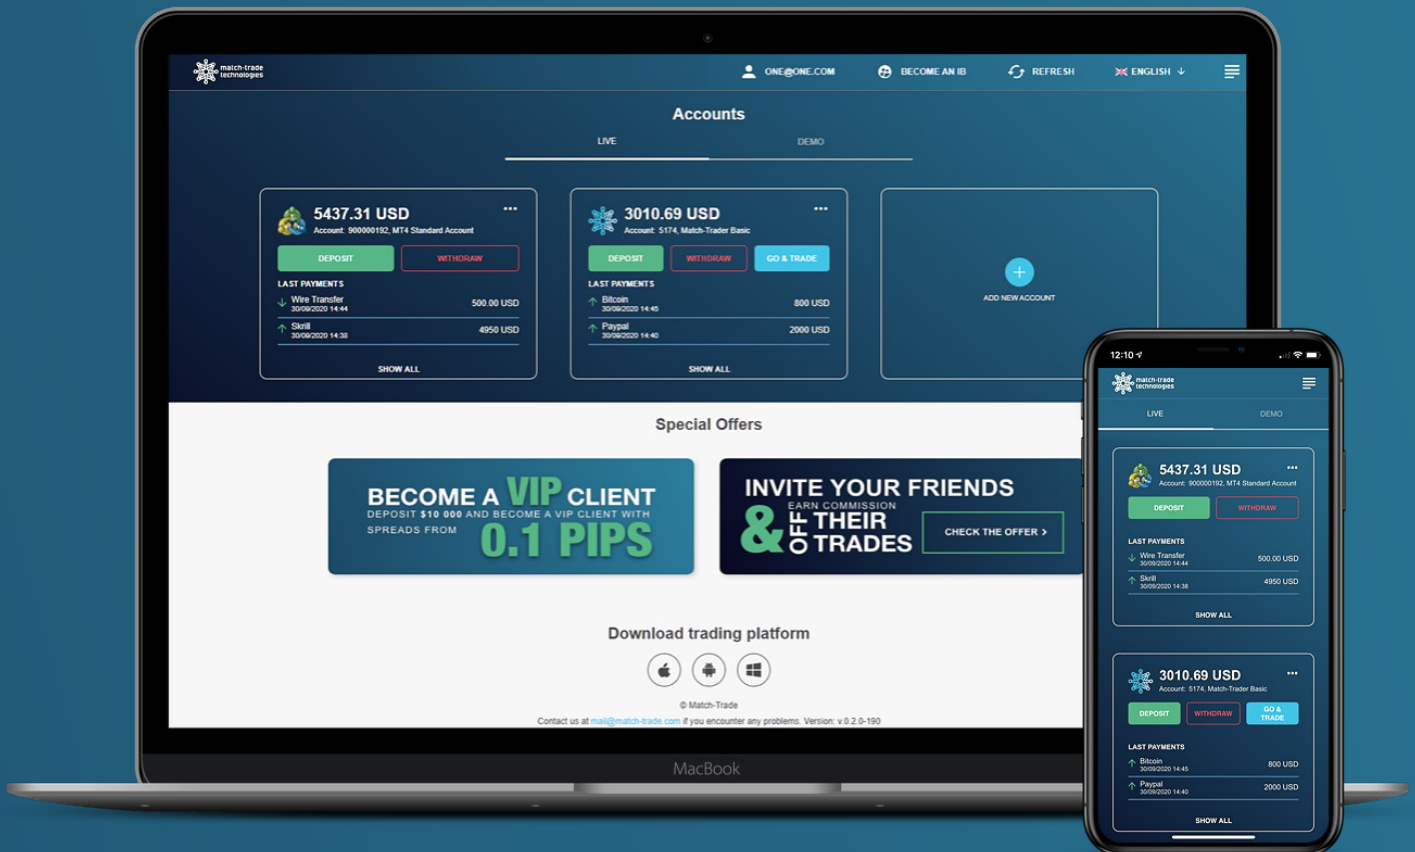 match-trade
technologies
ONE@ONE.COM
BECOME AN IB
REFRESH
ENGLISH
Accounts
LIVE
DEMO
5437.31 USD
Account: 900000192, MT4 Standard Account
DEPOSIT
WITHDRAW
LAST PAYMENTS
Wire Transfer
500.00 USD
30/09/2020 14:44
Skrill
4950 USD
30/09/2020 14:38
SHOW ALL
3010.69 USD
Account: 5174, Match-Trader Basic
DEPOSIT
WITHDRAW
GO & TRADE
LAST PAYMENTS
Bitcoin
800 USD
30/09/2020 14:45
Paypal
2000 USD
30/09/2020 14:40
SHOW ALL
ADD NEW ACCOUNT
Special Offers
BECOME A VIP CLIENT
DEPOSIT $10 000 AND BECOME A VIP CLIENT WITH
SPREADS FROM
0.1 PIPS
INVITE YOUR FRIENDS
& EARN COMMISSION
OFF THEIR
TRADES
CHECK THE OFFER >
Download trading platform
© Match-Trade
Contact us at mail@match-trade.com if you encounter any problems. Version: v.0.2.0-190
MacBook
12:10
match-trade
technologies
LIVE
DEMO
5437.31 USD
Account: 900000192, MT4 Standard Account
DEPOSIT
WITHDRAW
LAST PAYMENTS
Wire Transfer
500.00 USD
30/09/2020 14:44
Skrill
4950 USD
30/09/2020 14:38
SHOW ALL
3010.69 USD
Account: 5174, Match-Trader Basic
DEPOSIT
WITHDRAW
GO &
TRADE
LAST PAYMENTS
Bitcoin
800 USD
30/09/2020 14:45
Paypal
2000 USD
30/09/2020 14:40
SHOW ALL